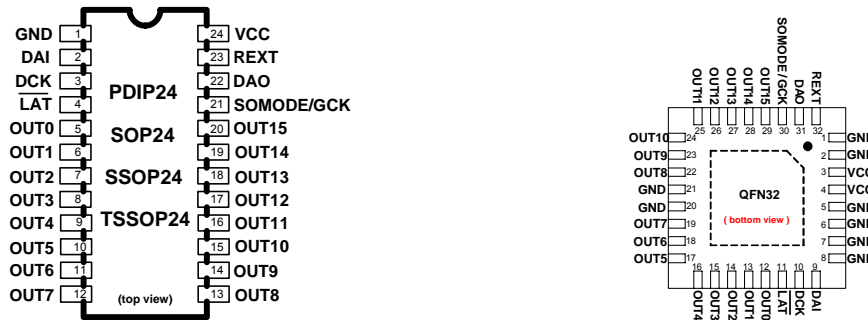 GND 1 24 VCC
DAI 2 23 REXT
DCK 3 22 DAO
LAT 4 21 SOMODE/GCK
OUT0 5 20 OUT15
OUT1 6 19 OUT14
OUT2 7 18 OUT13
OUT3 8 17 OUT12
OUT4 9 16 OUT11
OUT5 10 15 OUT10
OUT6 11 14 OUT9
OUT7 12 13 OUT8
PDIP24
SOP24
SSOP24
TSSOP24
(top view)
OUT11 OUT12 OUT13 OUT14 OUT15 SOMODE/GCK DAO REXT
25 26 27 28 29 30 31 32
OUT10 24 1 GND
OUT9 23 2 GND
OUT8 22 3 VCC
GND 21 4 VCC
GND 20 5 GND
OUT7 19 6 GND
OUT6 18 7 GND
OUT5 17 8 GND
QFN32
( bottom view )
16 15 14 13 12 11 10 9
OUT4 OUT3 OUT2 OUT1 OUT0 LAT DCK DAI